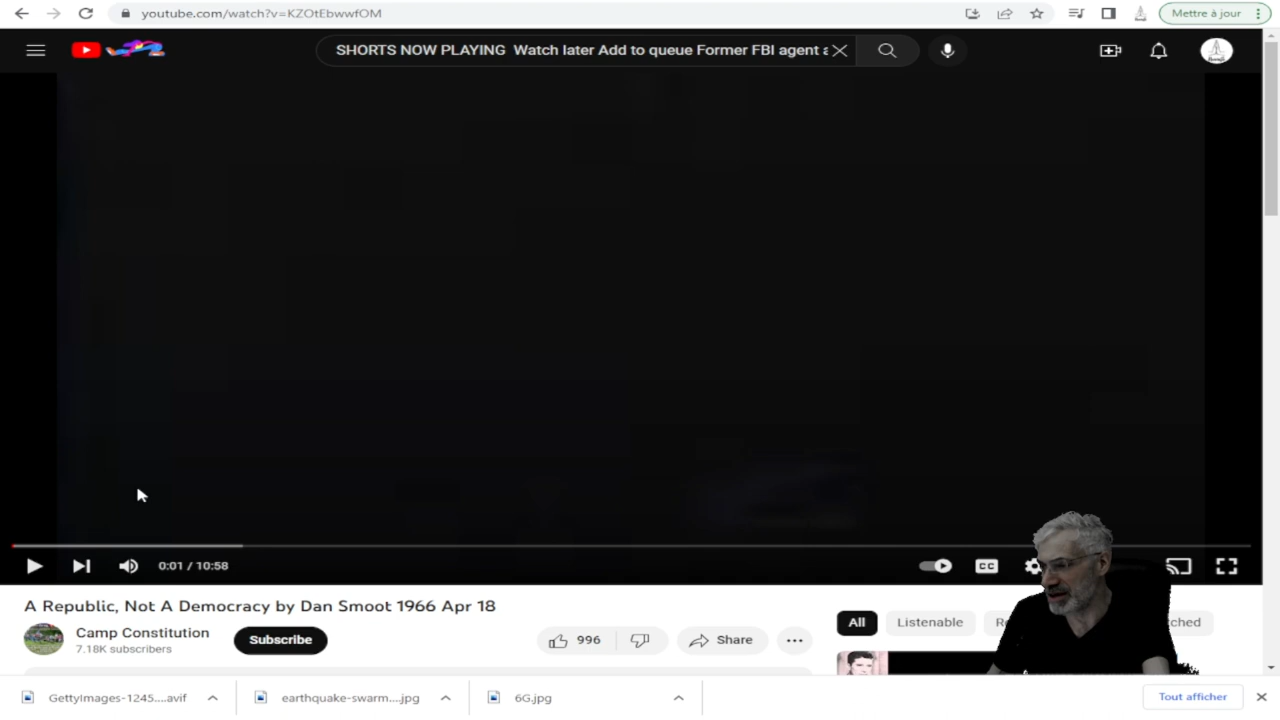 youtube.com/watch?v=KZOtEbwwfOM
Mettre à jour
SHORTS NOW PLAYING Watch later Add to queue Former FBI agent a
0:01 / 10:58
CC
A Republic, Not A Democracy by Dan Smoot 1966 Apr 18
Camp Constitution
7.18K subscribers
Subscribe
996
Share
All
Listenable
GettyImages-1245....avif
earthquake-swarm....jpg
6G.jpg
Tout afficher